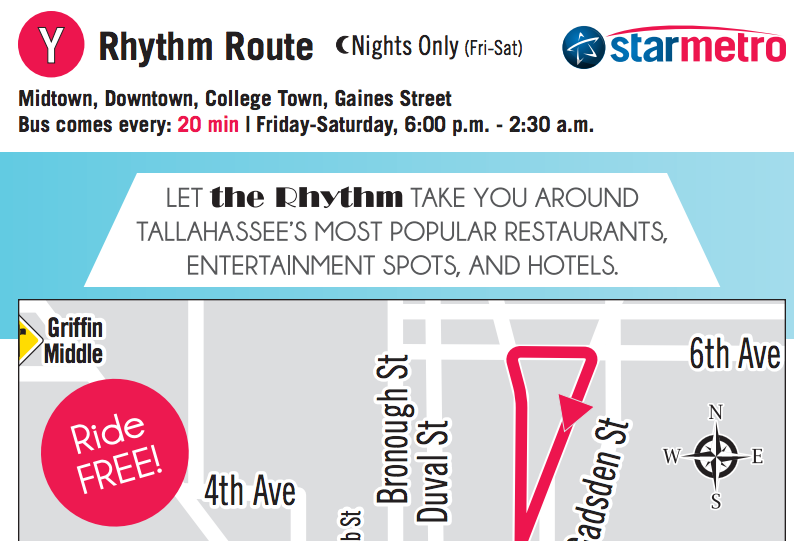 Y Rhythm Route Nights Only (Fri-Sat) starmetro
Midtown, Downtown, College Town, Gaines Street
Bus comes every: 20 min | Friday-Saturday, 6:00 p.m. - 2:30 a.m.
LET the Rhythm TAKE YOU AROUND
TALLAHASSEE'S MOST POPULAR RESTAURANTS,
ENTERTAINMENT SPOTS, AND HOTELS.
Griffin
Middle
6th Ave
Ride
FREE!
Bronough St
Duval St
4th Ave
N
W E
S